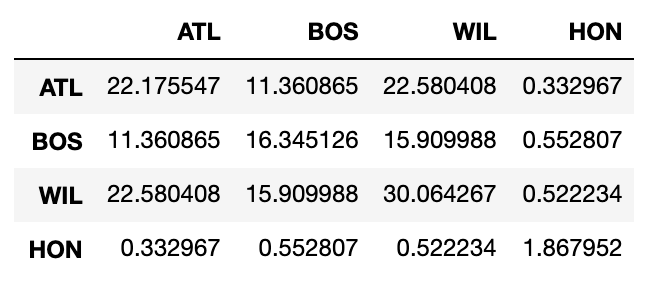 ATL BOS WIL HON
ATL 22.175547 11.360865 22.580408 0.332967
BOS 11.360865 16.345126 15.909988 0.552807
WIL 22.580408 15.909988 30.064267 0.522234
HON 0.332967 0.552807 0.522234 1.867952